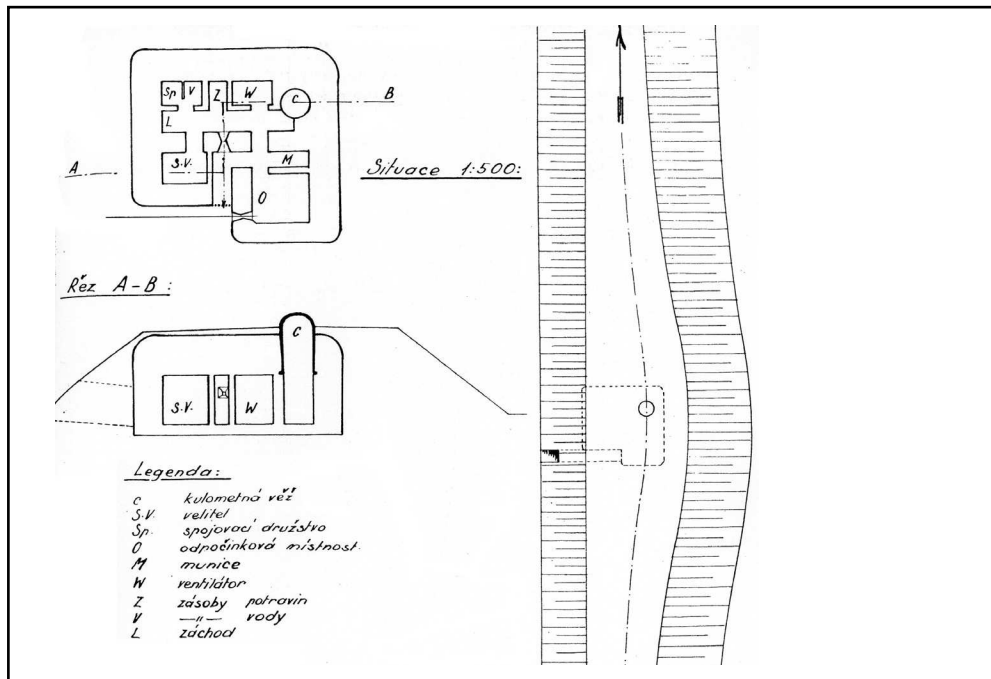 Sp V Z W C B
L
A S.V. M
O
Situace 1:500:
Řez A-B:
C
S.V. W
Legenda:
C kulometná věž
S.V. velitel
Sp. spojovací družstvo
O odpočinková místnost.
M munice
W ventilátor
Z zásoby potravin
V —„— vody
L záchod